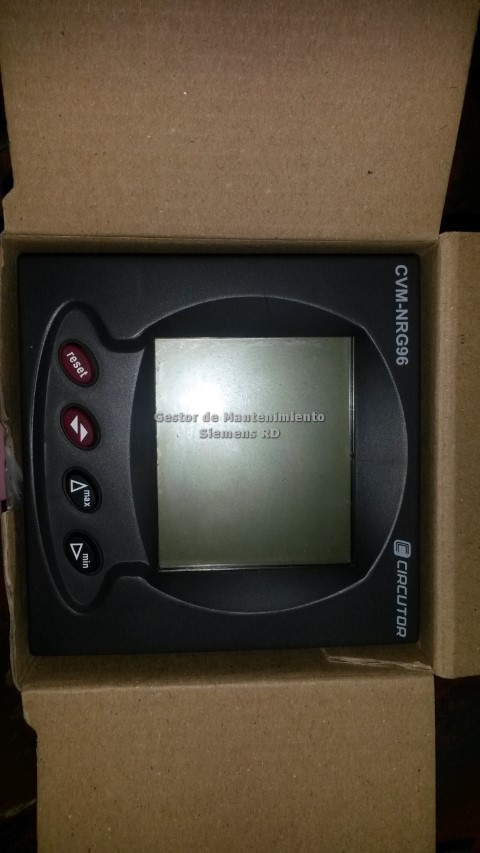 CVM-NRG96
CIRCUTOR
reset
max
min
Gestor de Mantenimiento
Siemens RD